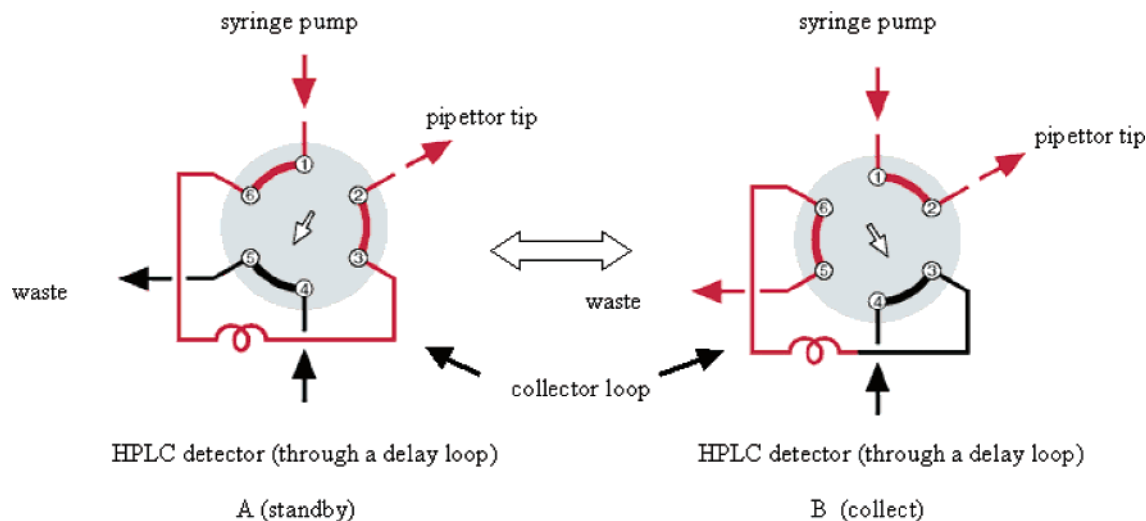 syringe pump
syringe pump
pipettor tip
pipettor tip
1
2
3
4
5
6
1
2
3
4
5
6
waste
waste
collector loop
HPLC detector (through a delay loop)
HPLC detector (through a delay loop)
A (standby)
B (collect)